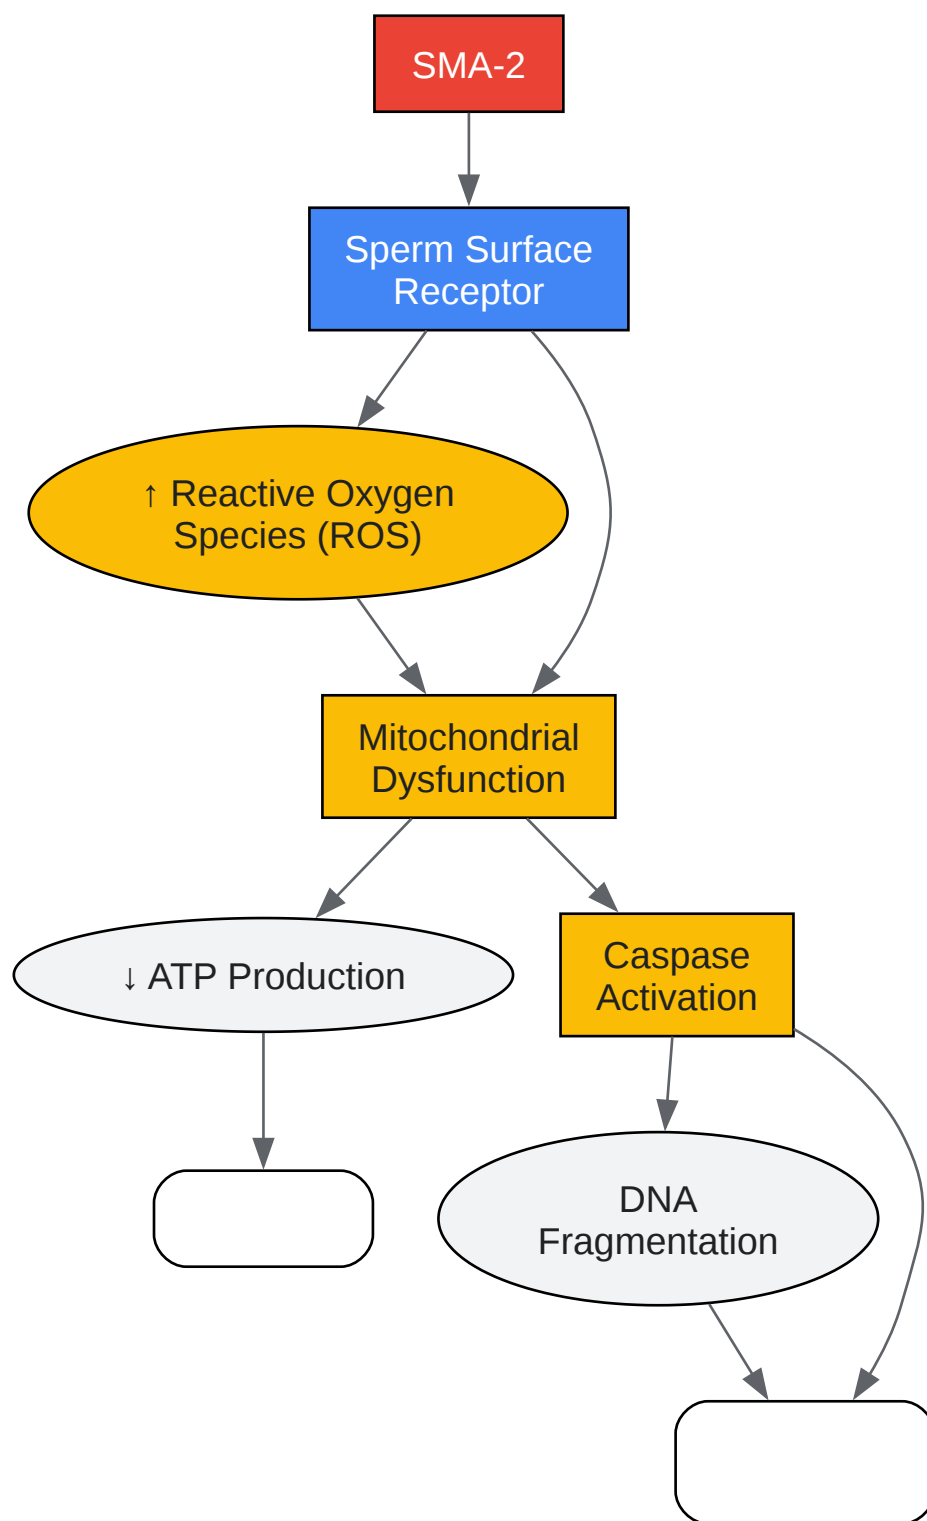 SMA-2
Sperm Surface
Receptor
↑ Reactive Oxygen
Species (ROS)
Mitochondrial
Dysfunction
↓ ATP Production
Caspase
Activation
DNA
Fragmentation